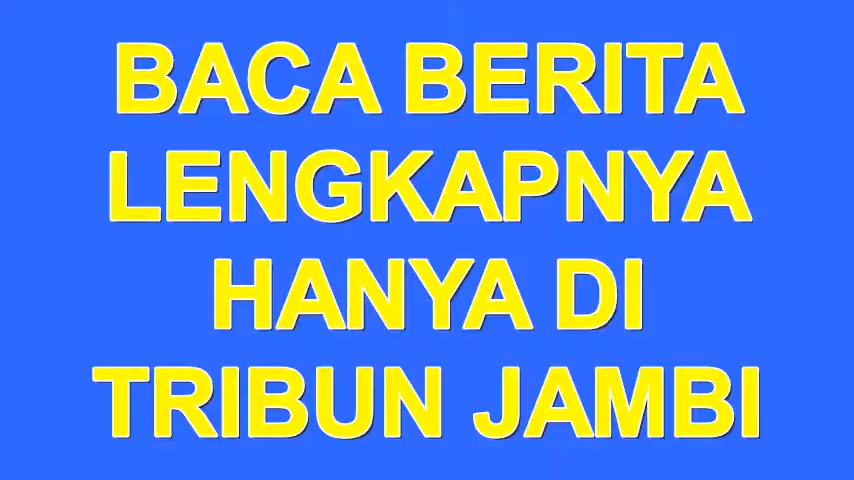 BACA BERITA
LENGKAPNYA
HANYA DI
TRIBUN JAMBI